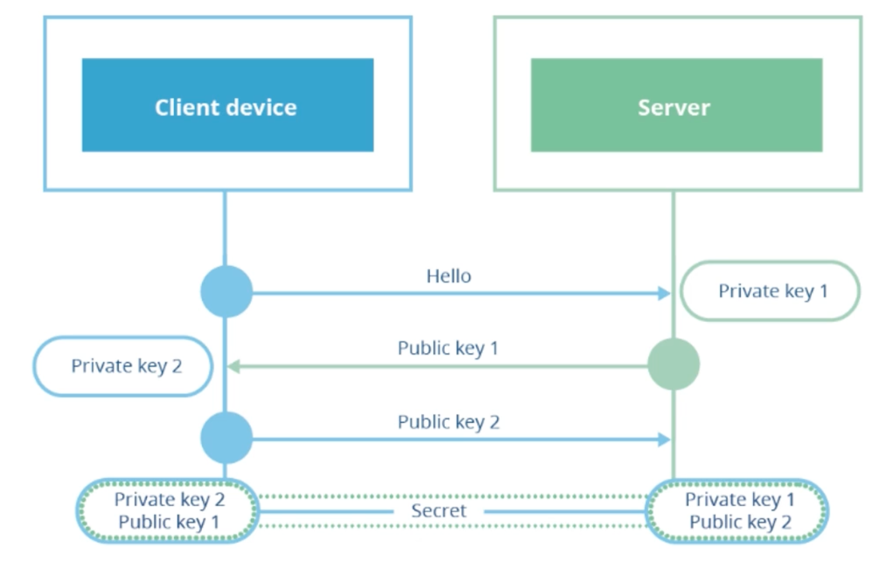 Client device
Server
Hello
Private key 1
Public key 1
Private key 2
Public key 2
Private key 2
Public key 1
Secret
Private key 1
Public key 2